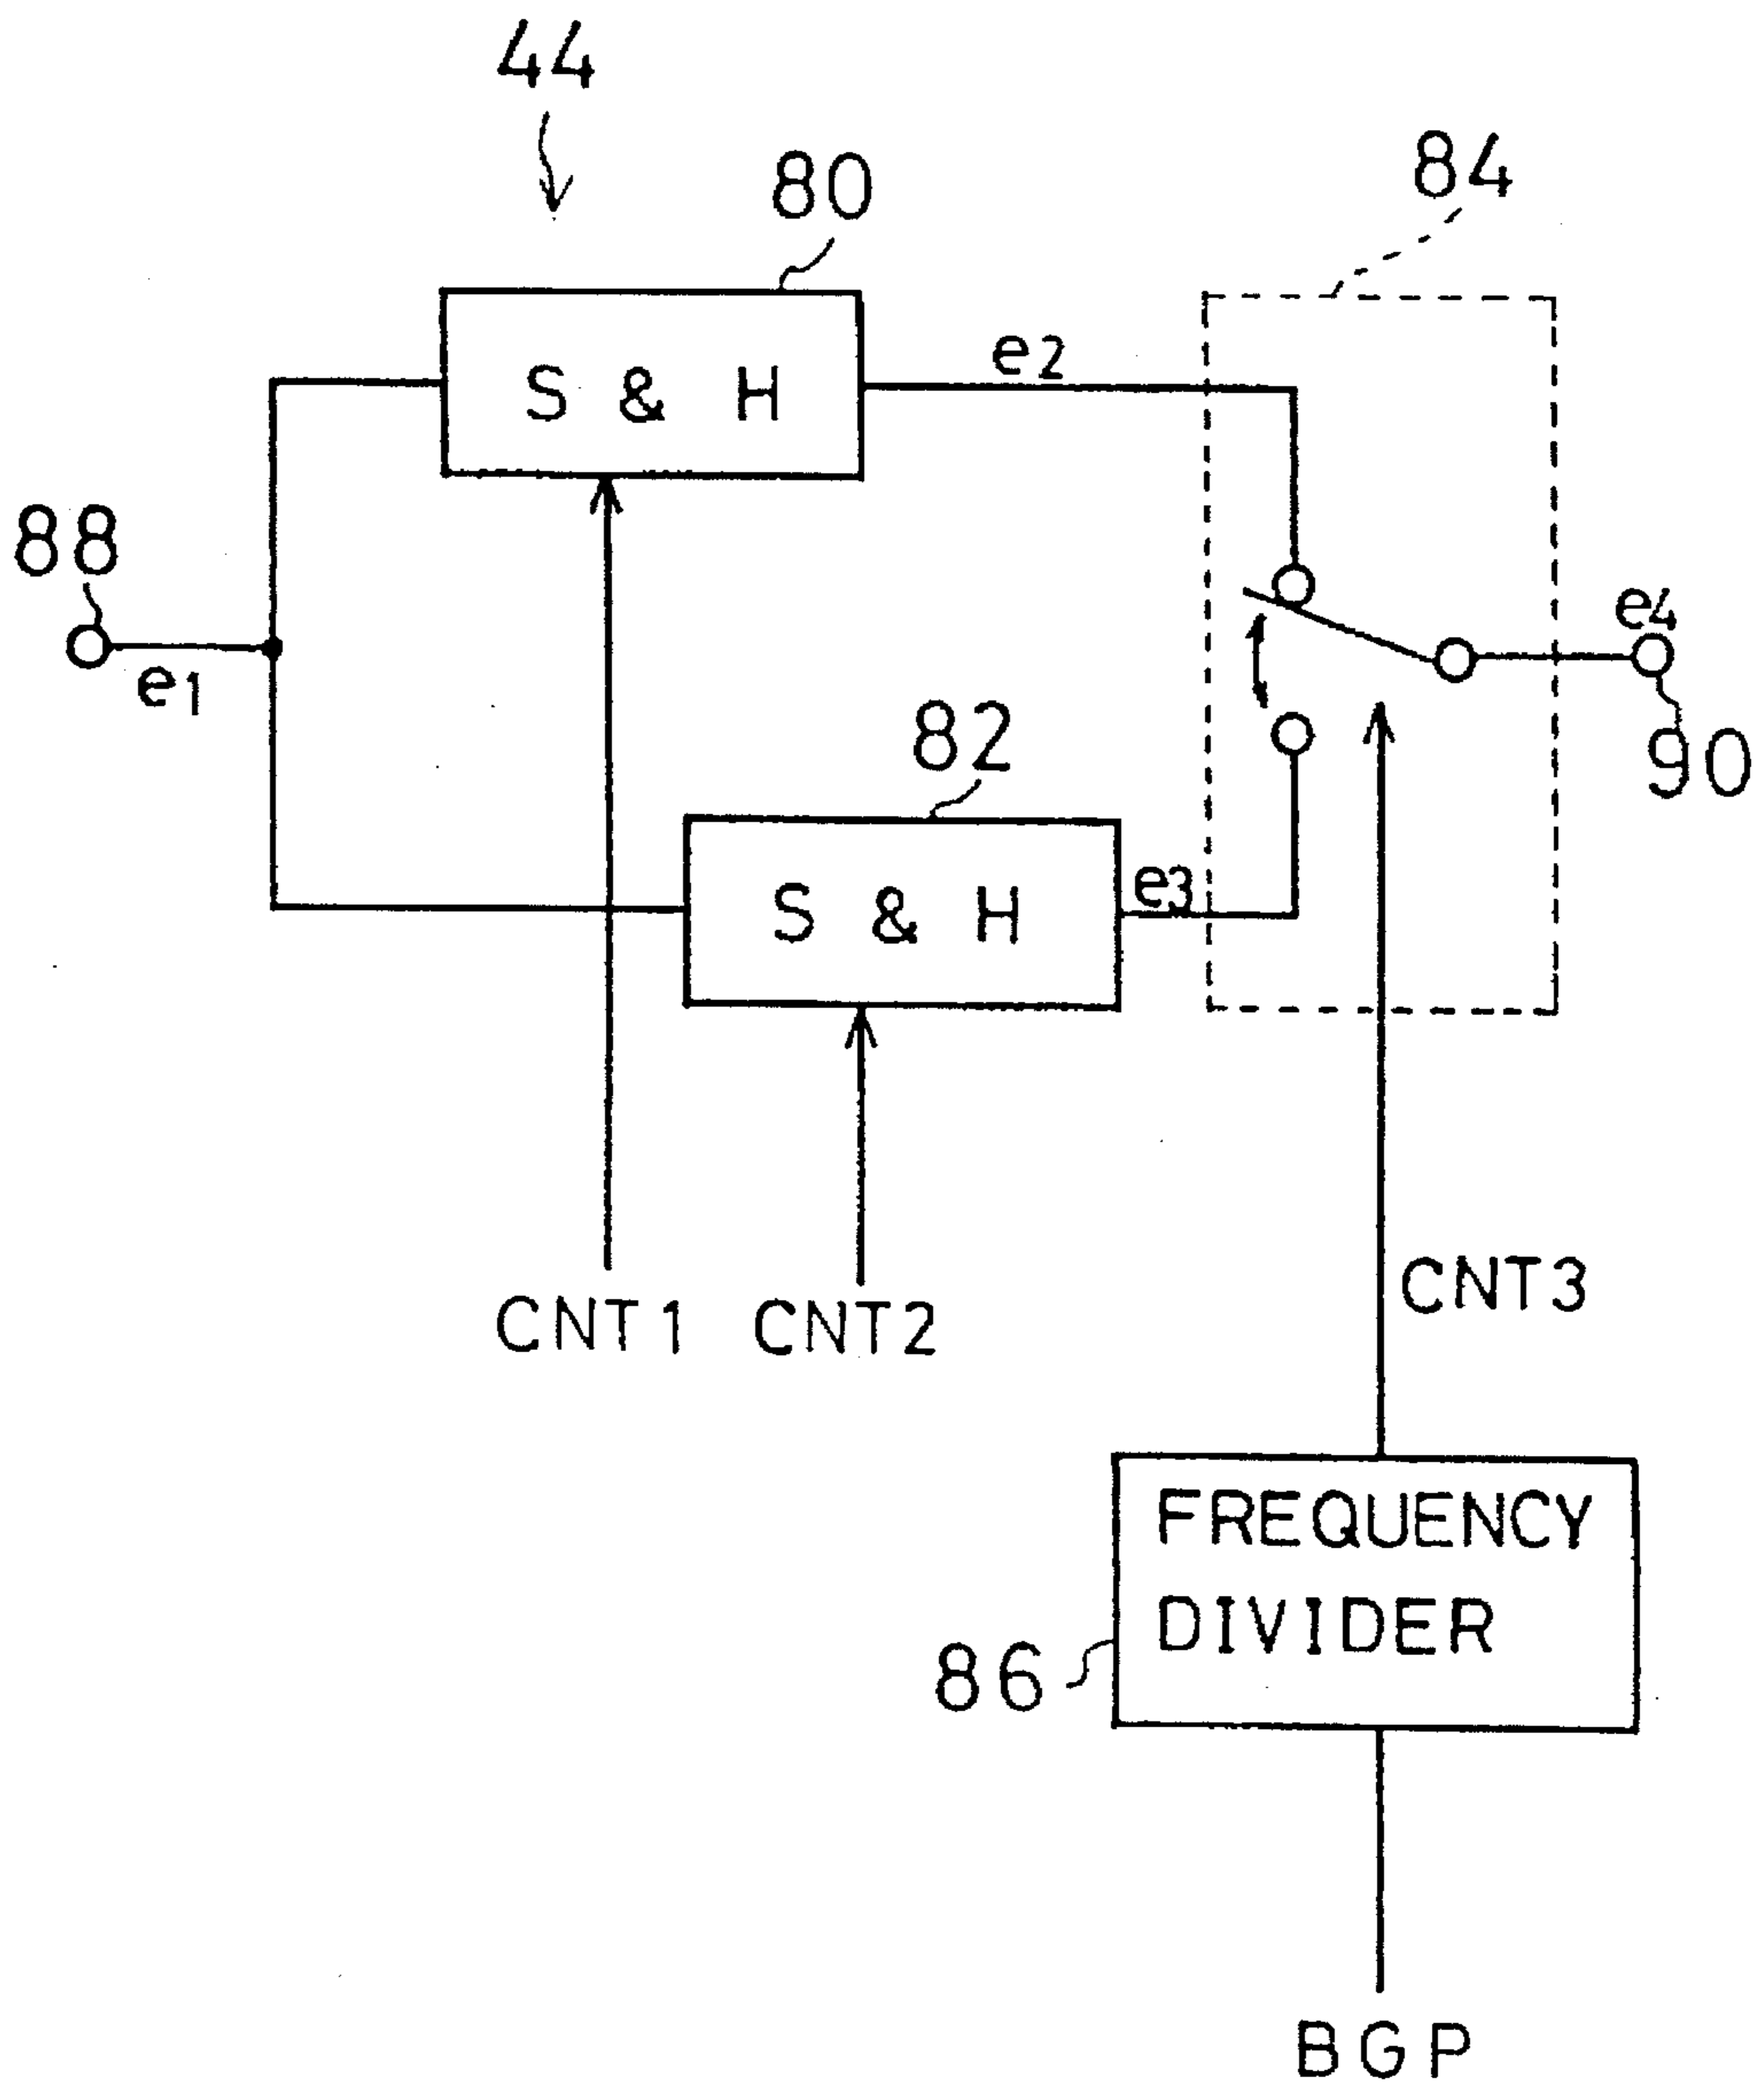 44
80
84
S & H
e2
88
e1
e4
90
82
S & H
e3
CNT1
CNT2
CNT3
FREQUENCY
DIVIDER
86
BGP